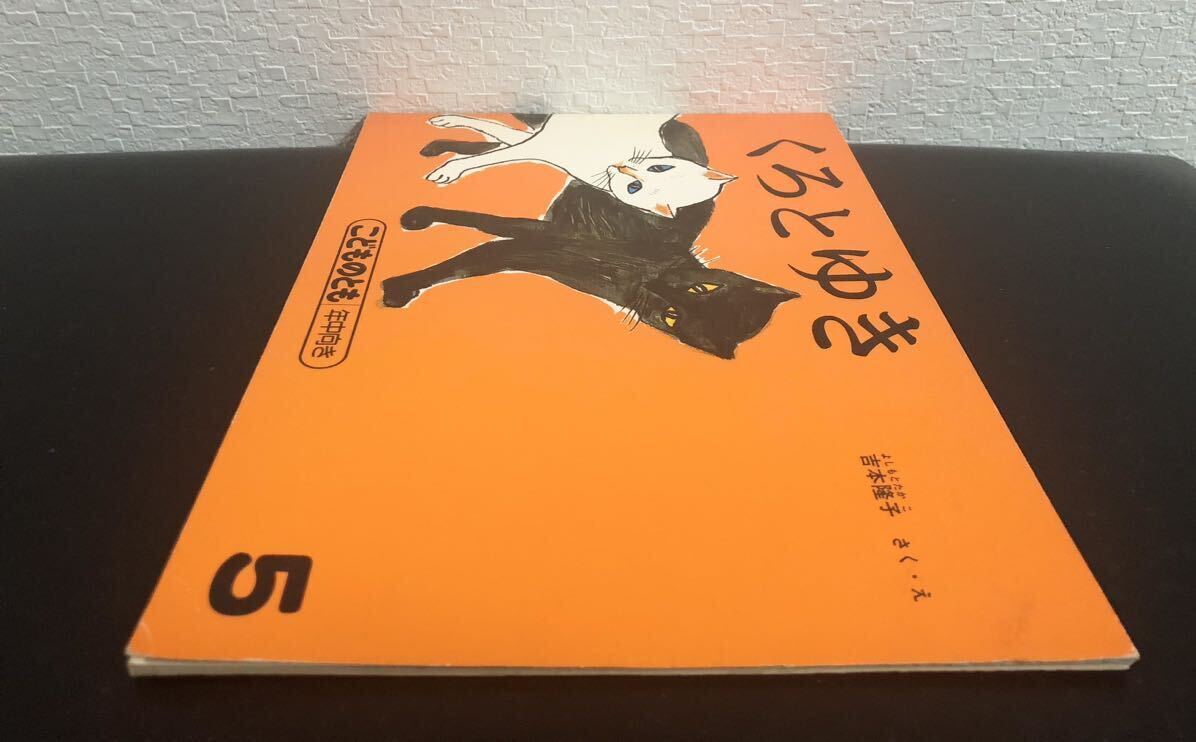 くろとゆき
よしもとたかこ
吉本隆子 さく・え
こどものとも 年中向き
5